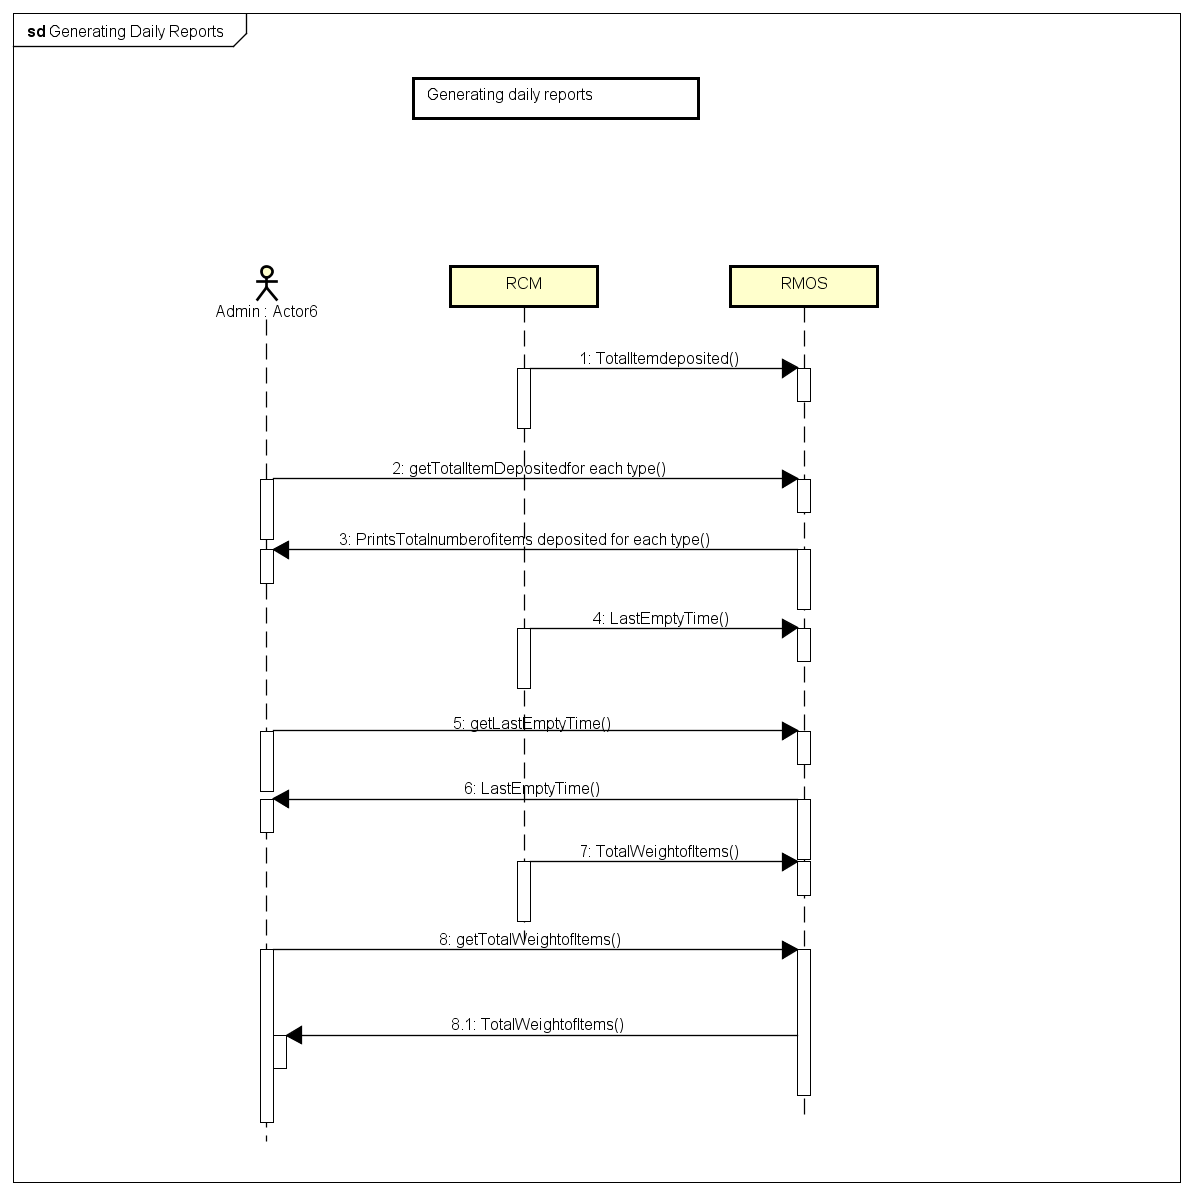 sd Generating Daily Reports
Generating daily reports
Admin : Actor6
RCM
RMOS
1: TotalItemdeposited()
2: getTotalItemDepositedfor each type()
3: PrintsTotalnumberofitems deposited for each type()
4: LastEmptyTime()
5: getLastEmptyTime()
6: LastEmptyTime()
7: TotalWeightofItems()
8: getTotalWeightofItems()
8.1: TotalWeightofItems()